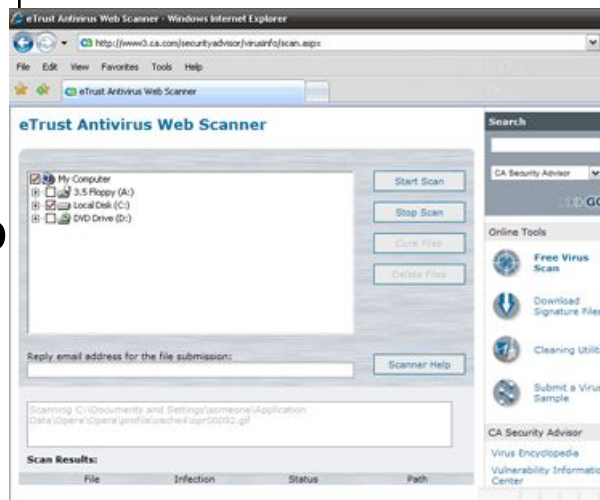 eTrust Antivirus Web Scanner - Windows Internet Explorer
http://www3.ca.com/securityadvisor/virusinfo/scan.aspx
File Edit View Favorites Tools Help
eTrust Antivirus Web Scanner
eTrust Antivirus Web Scanner
My Computer
3.5 Floppy (A:)
Local Disk (C:)
DVD Drive (D:)
Start Scan
Stop Scan
Cure Files
Delete Files
Reply email address for the file submission:
Scanner Help
Scanning C:\Documents and Settings\asmeone\Application
Data\Opera\Opera\profile\cache4\opr00092.gif
Scan Results:
File Infection Status Path
Search
CA Security Advisor
GO
Online Tools
Free Virus
Scan
Download
Signature Files
Cleaning Utilit
Submit a Virus
Sample
CA Security Advisor
Virus Encyclopedia
Vulnerability Informatio
Center